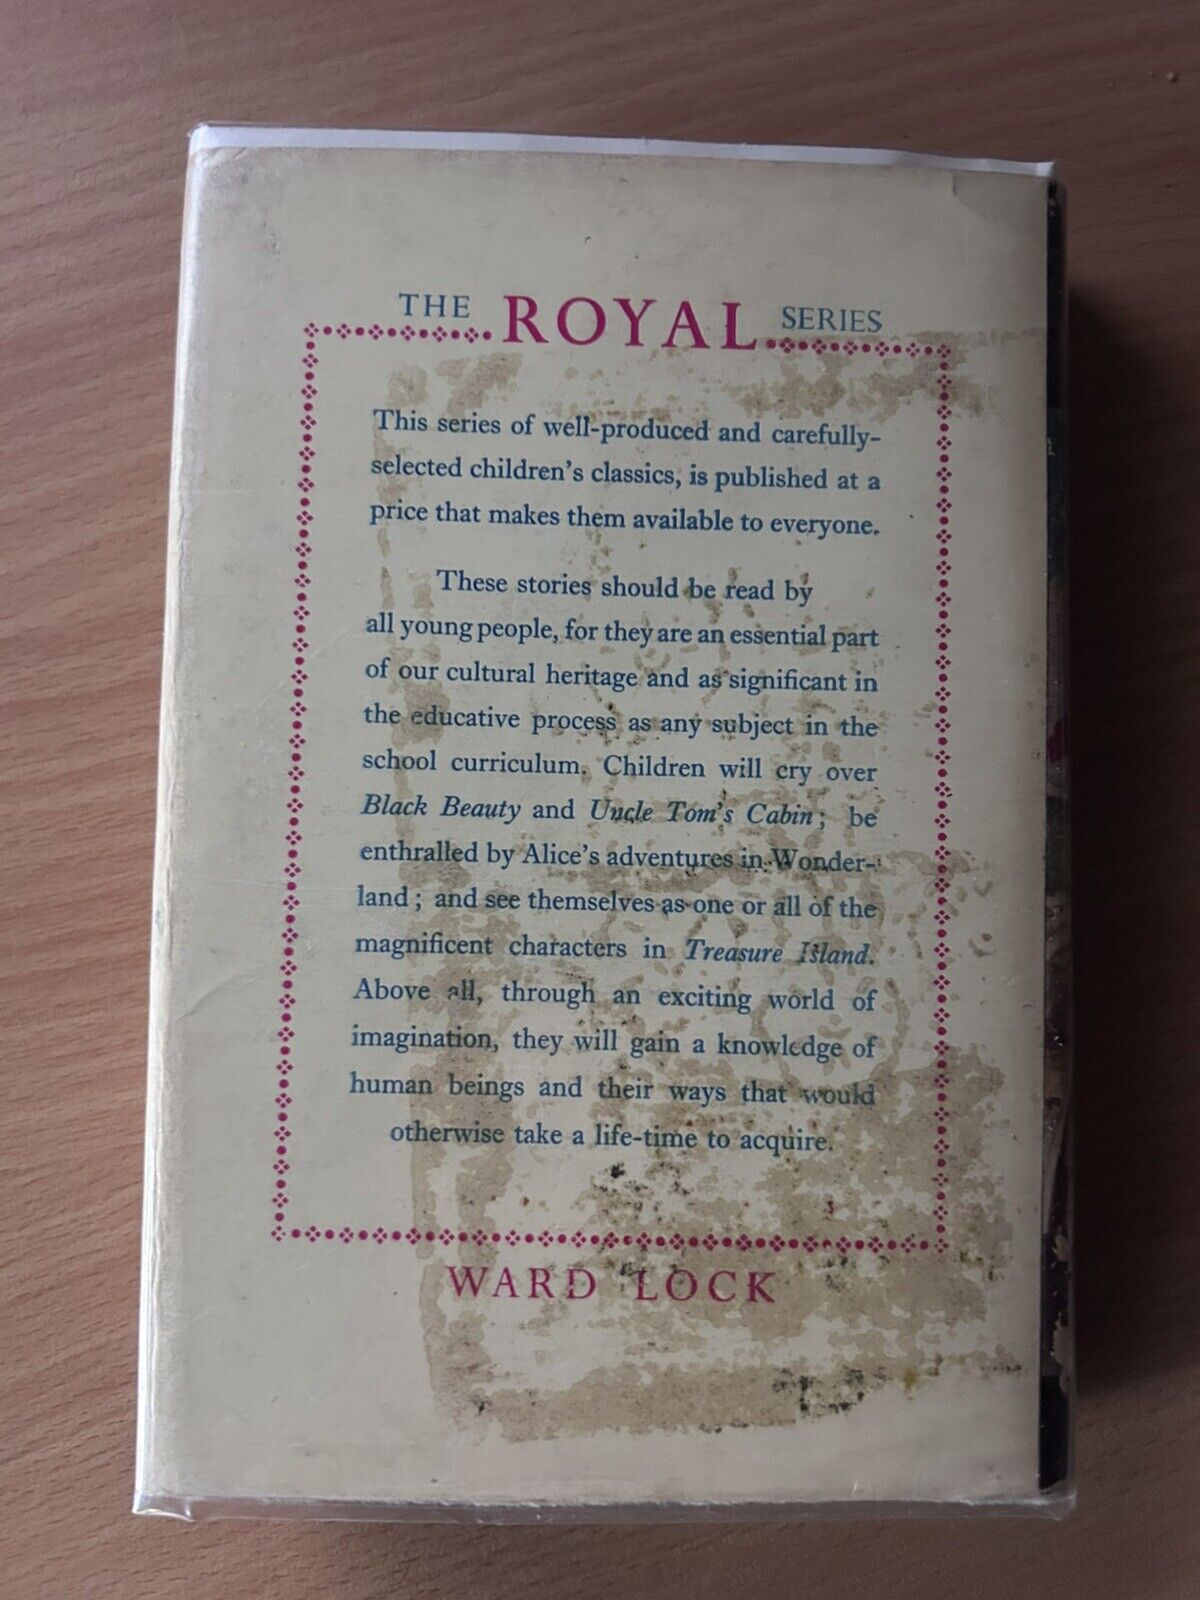 THE ROYAL SERIES
This series of well-produced and carefully-
selected children's classics, is published at a
price that makes them available to everyone.
These stories should be read by
all young people, for they are an essential part
of our cultural heritage and as significant in
the educative process as any subject in the
school curriculum. Children will cry over
Black Beauty and Uncle Tom's Cabin; be
enthralled by Alice's adventures in Wonder-
land; and see themselves as one or all of the
magnificent characters in Treasure Island.
Above all, through an exciting world of
imagination, they will gain a knowledge of
human beings and their ways that would
otherwise take a life-time to acquire.
WARD LOCK